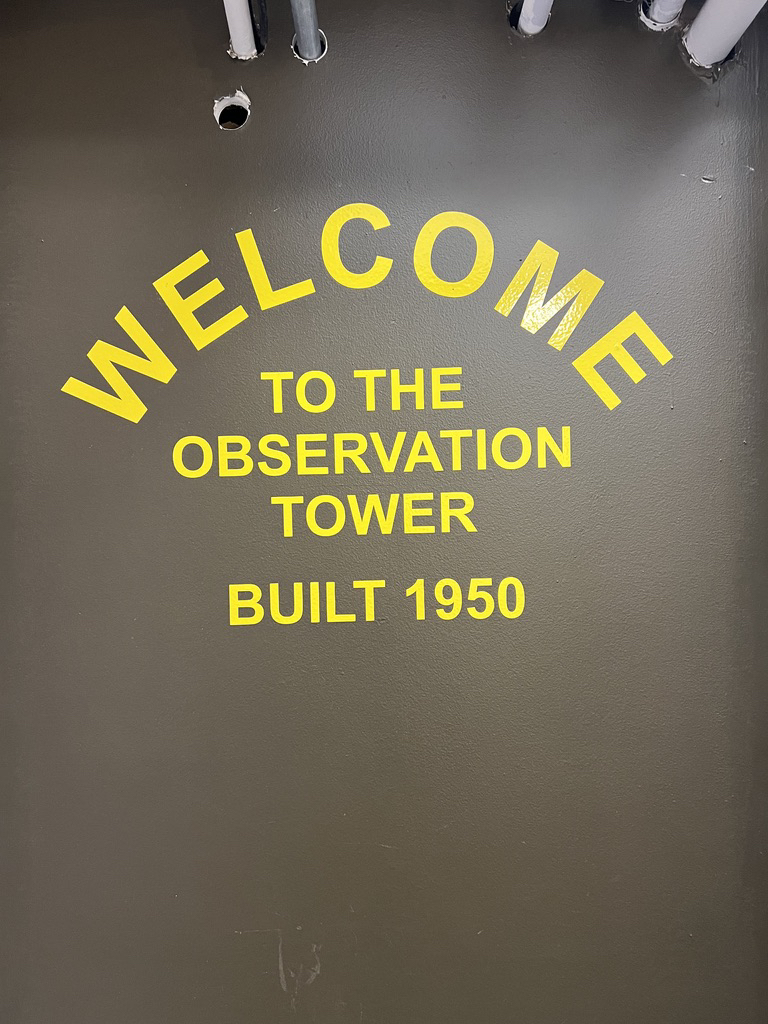 WELCOME
TO THE
OBSERVATION
TOWER
BUILT 1950